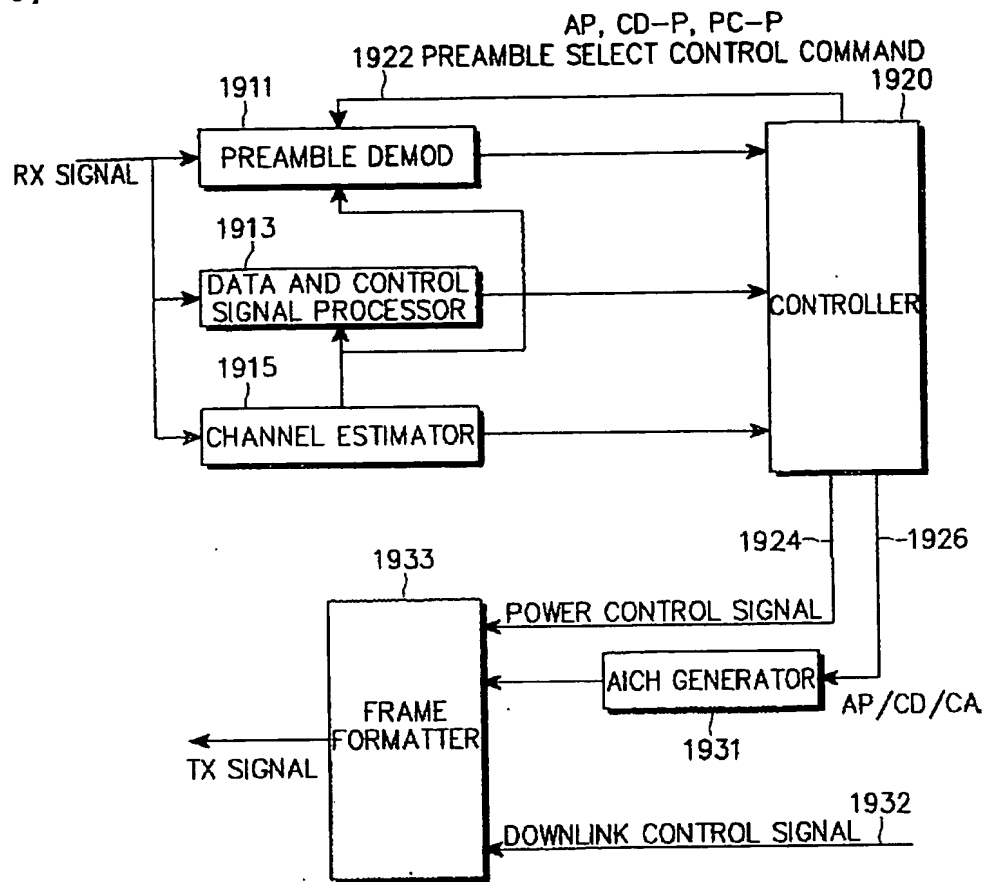 AP, CD-P, PC-P
1922 PREAMBLE SELECT CONTROL COMMAND
1911
1920
PREAMBLE DEMOD
RX SIGNAL
1913
DATA AND CONTROL
SIGNAL PROCESSOR
CONTROLLER
1915
CHANNEL ESTIMATOR
1924
1926
1933
POWER CONTROL SIGNAL
AICH GENERATOR
AP/CD/CA
FRAME
FORMATTER
1931
TX SIGNAL
1932
DOWNLINK CONTROL SIGNAL